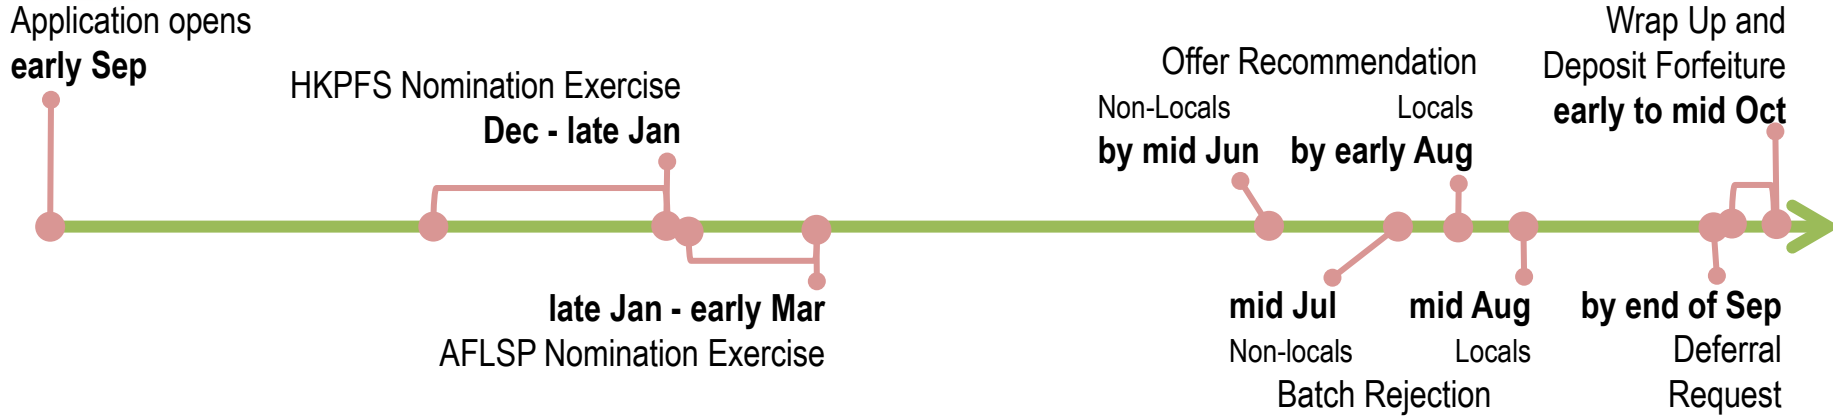 Application opens
early Sep
HKPFS Nomination Exercise
Dec - late Jan
late Jan - early Mar
AFLSP Nomination Exercise
Offer Recommendation
Non-Locals Locals
by mid Jun by early Aug
mid Jul mid Aug
Non-locals Locals
Batch Rejection
by end of Sep
Deferral
Request
Wrap Up and
Deposit Forfeiture
early to mid Oct